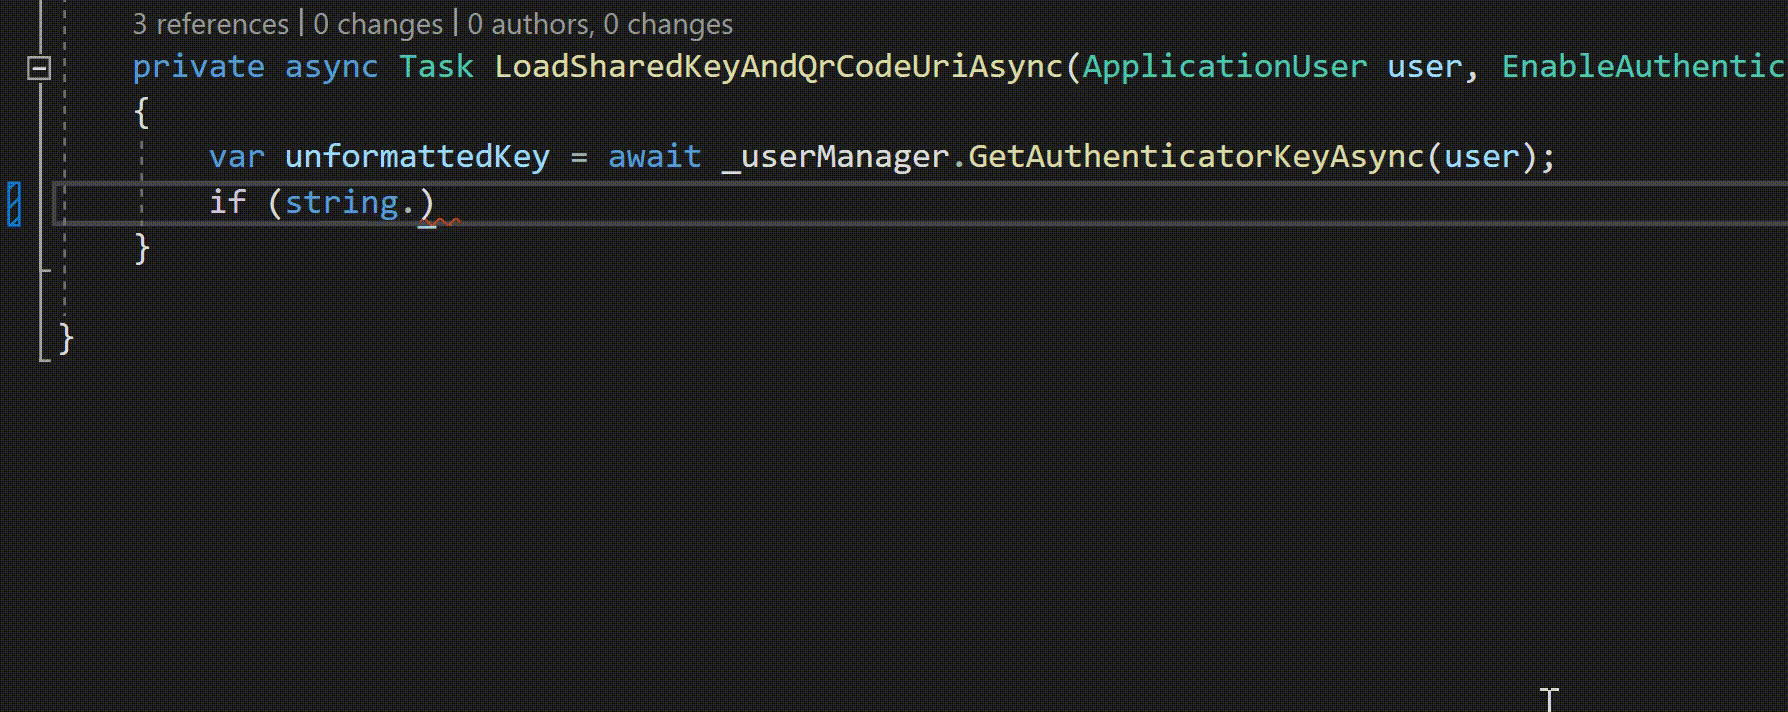 3 references | 0 changes | 0 authors, 0 changes
private async Task LoadSharedKeyAndQrCodeUriAsync(ApplicationUser user, EnableAuthentic
{
var unformattedKey = await _userManager.GetAuthenticatorKeyAsync(user);
if (string.)
}
}